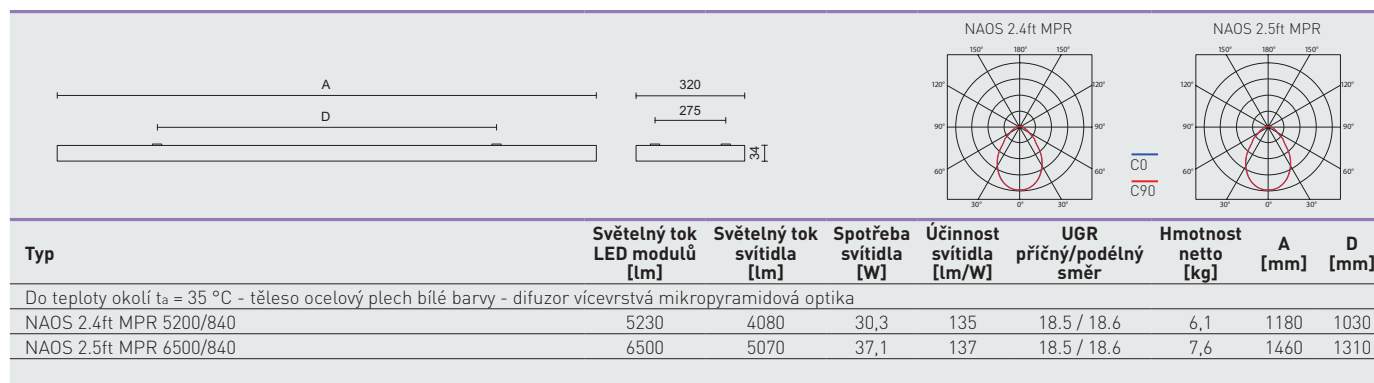 NAOS 2.4ft MPR
NAOS 2.5ft MPR
150° 180° 150°
150° 180° 150°
120° 120°
120° 120°
90° 90°
90° 90°
60° 60°
60° 60°
30° 0° 30°
30° 0° 30°
C0
C90
A
D
320
275
34
Typ
Světelný tok LED modulů [lm]
Světelný tok svítidla [lm]
Spotřeba svítidla [W]
Účinnost svítidla [lm/W]
UGR příčný/podélný směr
Hmotnost netto [kg]
A [mm]
D [mm]
Do teploty okolí ta = 35 °C - těleso ocelový plech bílé barvy - difuzor vícevrstvá mikropyramidová optika
NAOS 2.4ft MPR 5200/840 5230 4080 30,3 135 18.5 / 18.6 6,1 1180 1030
NAOS 2.5ft MPR 6500/840 6500 5070 37,1 137 18.5 / 18.6 7,6 1460 1310